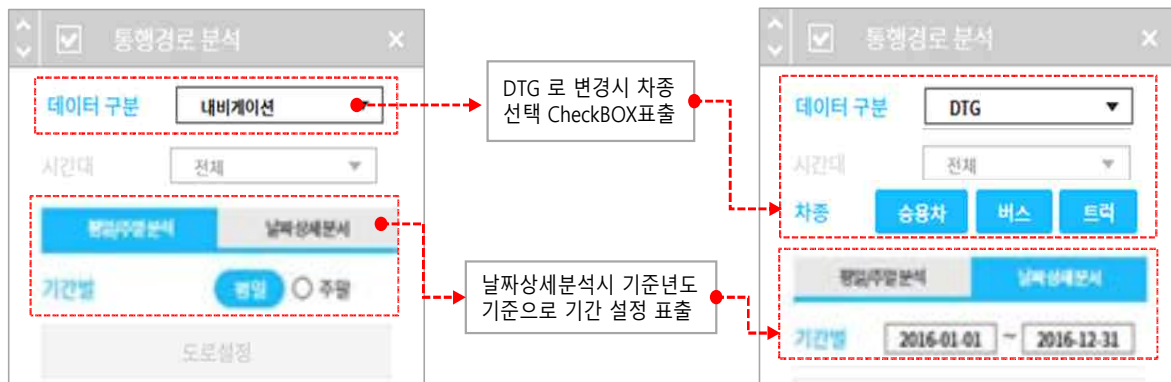 통행경로 분석
데이터 구분 내비게이션
시간대 전체
평일/주말 분석 날짜상세분석
기간별 평일 주말
도로설정
DTG 로 변경시 차종
선택 CheckBOX표출
날짜상세분석시 기준년도
기준으로 기간 설정 표출
통행경로 분석
데이터 구분 DTG
시간대 전체
차종 승용차 버스 트럭
평일/주말 분석 날짜상세분석
기간별 2016-01-01 ~ 2016-12-31